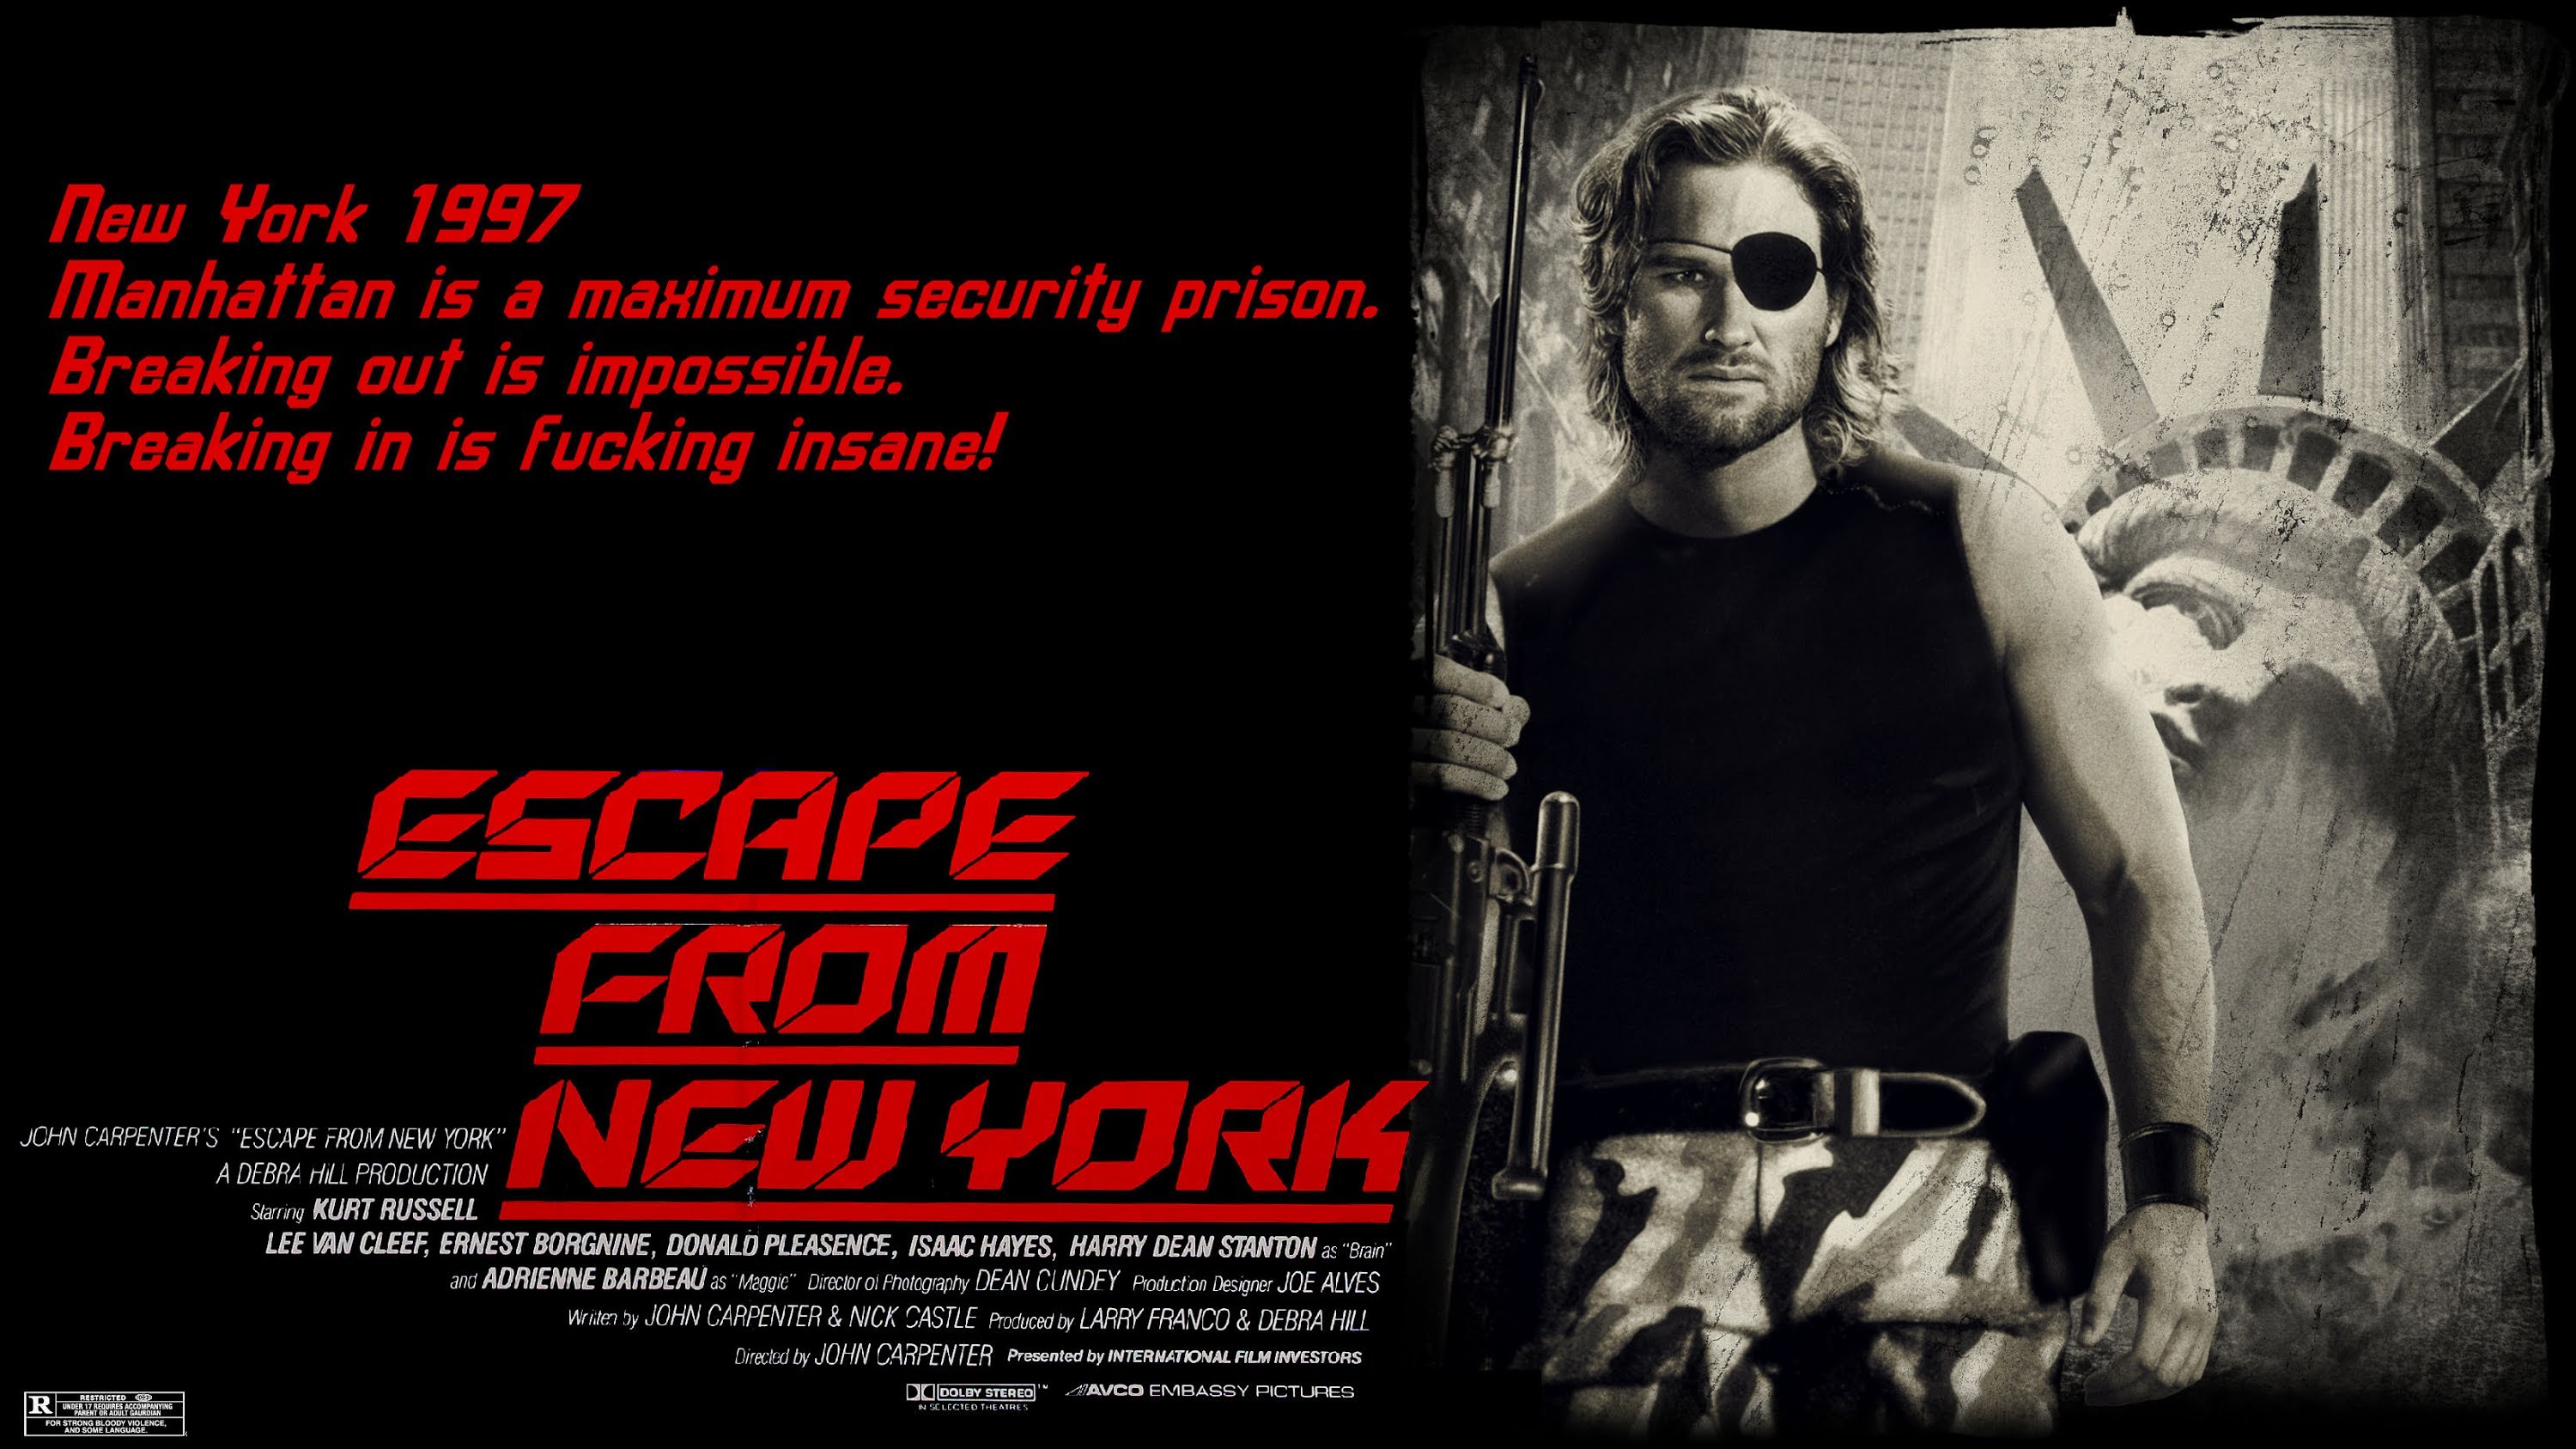 New York 1997
Manhattan is a maximum security prison.
Breaking out is impossible.
Breaking in is fucking insane!
ESCAPE
FROM
NEW YORK
JOHN CARPENTER'S "ESCAPE FROM NEW YORK"
A DEBRA HILL PRODUCTION
Starring KURT RUSSELL
LEE VAN CLEEF, ERNEST BORGNINE, DONALD PLEASENCE, ISAAC HAYES, HARRY DEAN STANTON as "Brain"
and ADRIENNE BARBEAU as "Maggie" Director of Photography DEAN CUNDEY Production Designer JOE ALVES
Written by JOHN CARPENTER & NICK CASTLE Produced by LARRY FRANCO & DEBRA HILL
Directed by JOHN CARPENTER Presented by INTERNATIONAL FILM INVESTORS
DOLBY STEREO™ AVCO EMBASSY PICTURES
IN SELECTED THEATRES
R RESTRICTED
UNDER 17 REQUIRES ACCOMPANYING
PARENT OR ADULT GUARDIAN
FOR STRONG BLOODY VIOLENCE,
AND SOME LANGUAGE.